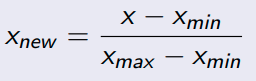 x_new = (x − x_min) / (x_max − x_min)